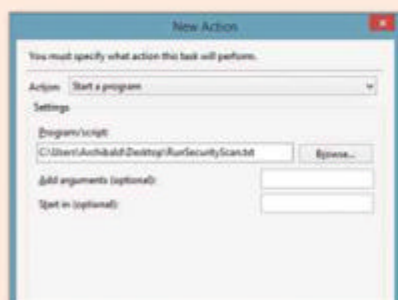 New Action
You must specify what action this task will perform.
Action: Start a program
Settings
Program/script:
C:\Users\Archibald\Desktop\RunSecurityScan.txt Browse...
Add arguments (optional):
Start in (optional):